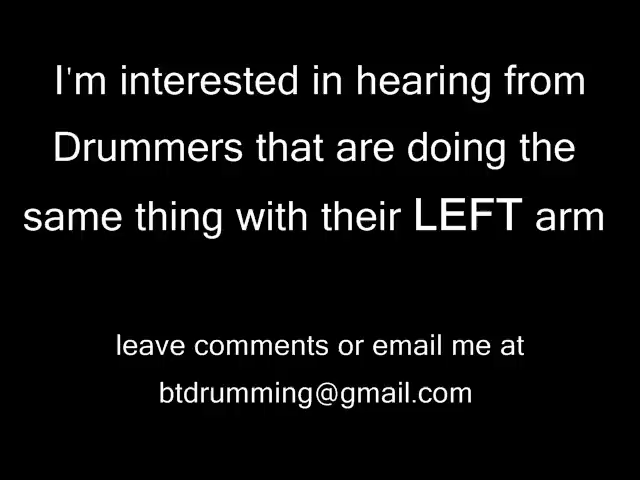 I'm interested in hearing from
Drummers that are doing the
same thing with their LEFT arm
leave comments or email me at
btdrumming@gmail.com